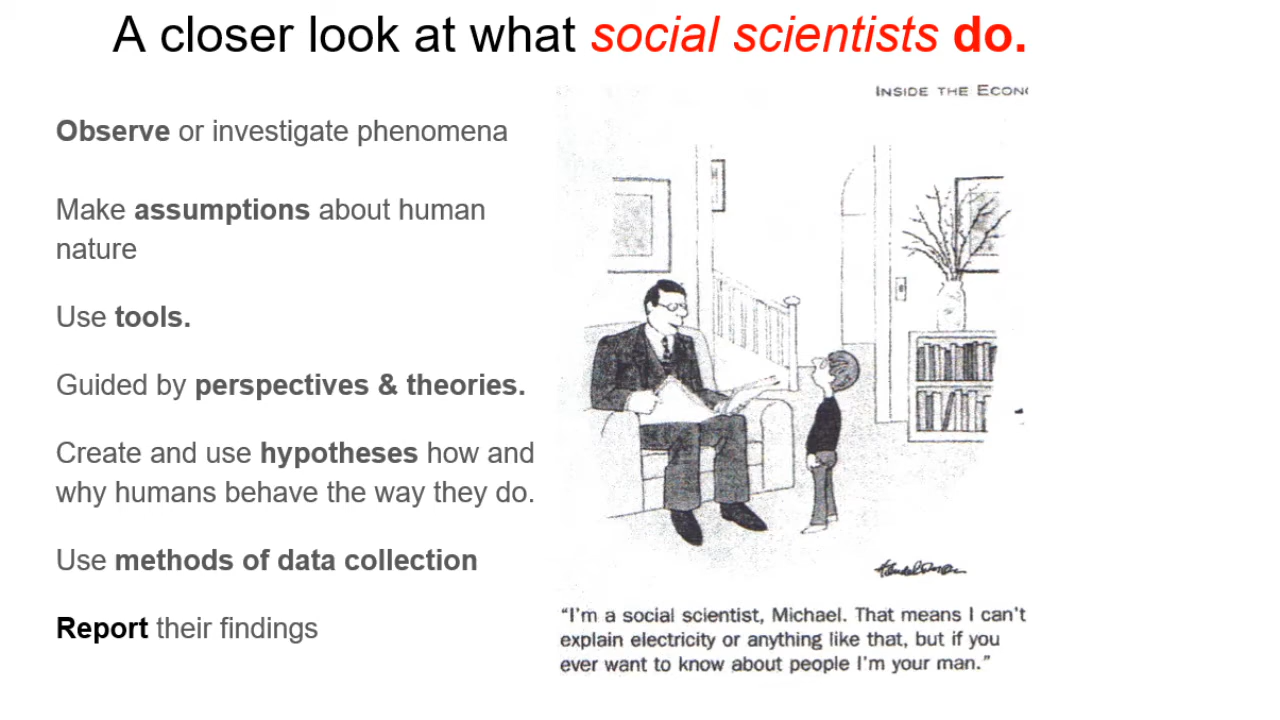 A closer look at what social scientists do.
INSIDE THE ECON
Observe or investigate phenomena
Make assumptions about human
nature
Use tools.
Guided by perspectives & theories.
Create and use hypotheses how and
why humans behave the way they do.
Use methods of data collection
Report their findings
“I'm a social scientist, Michael. That means I can't
explain electricity or anything like that, but if you
ever want to know about people I'm your man.”